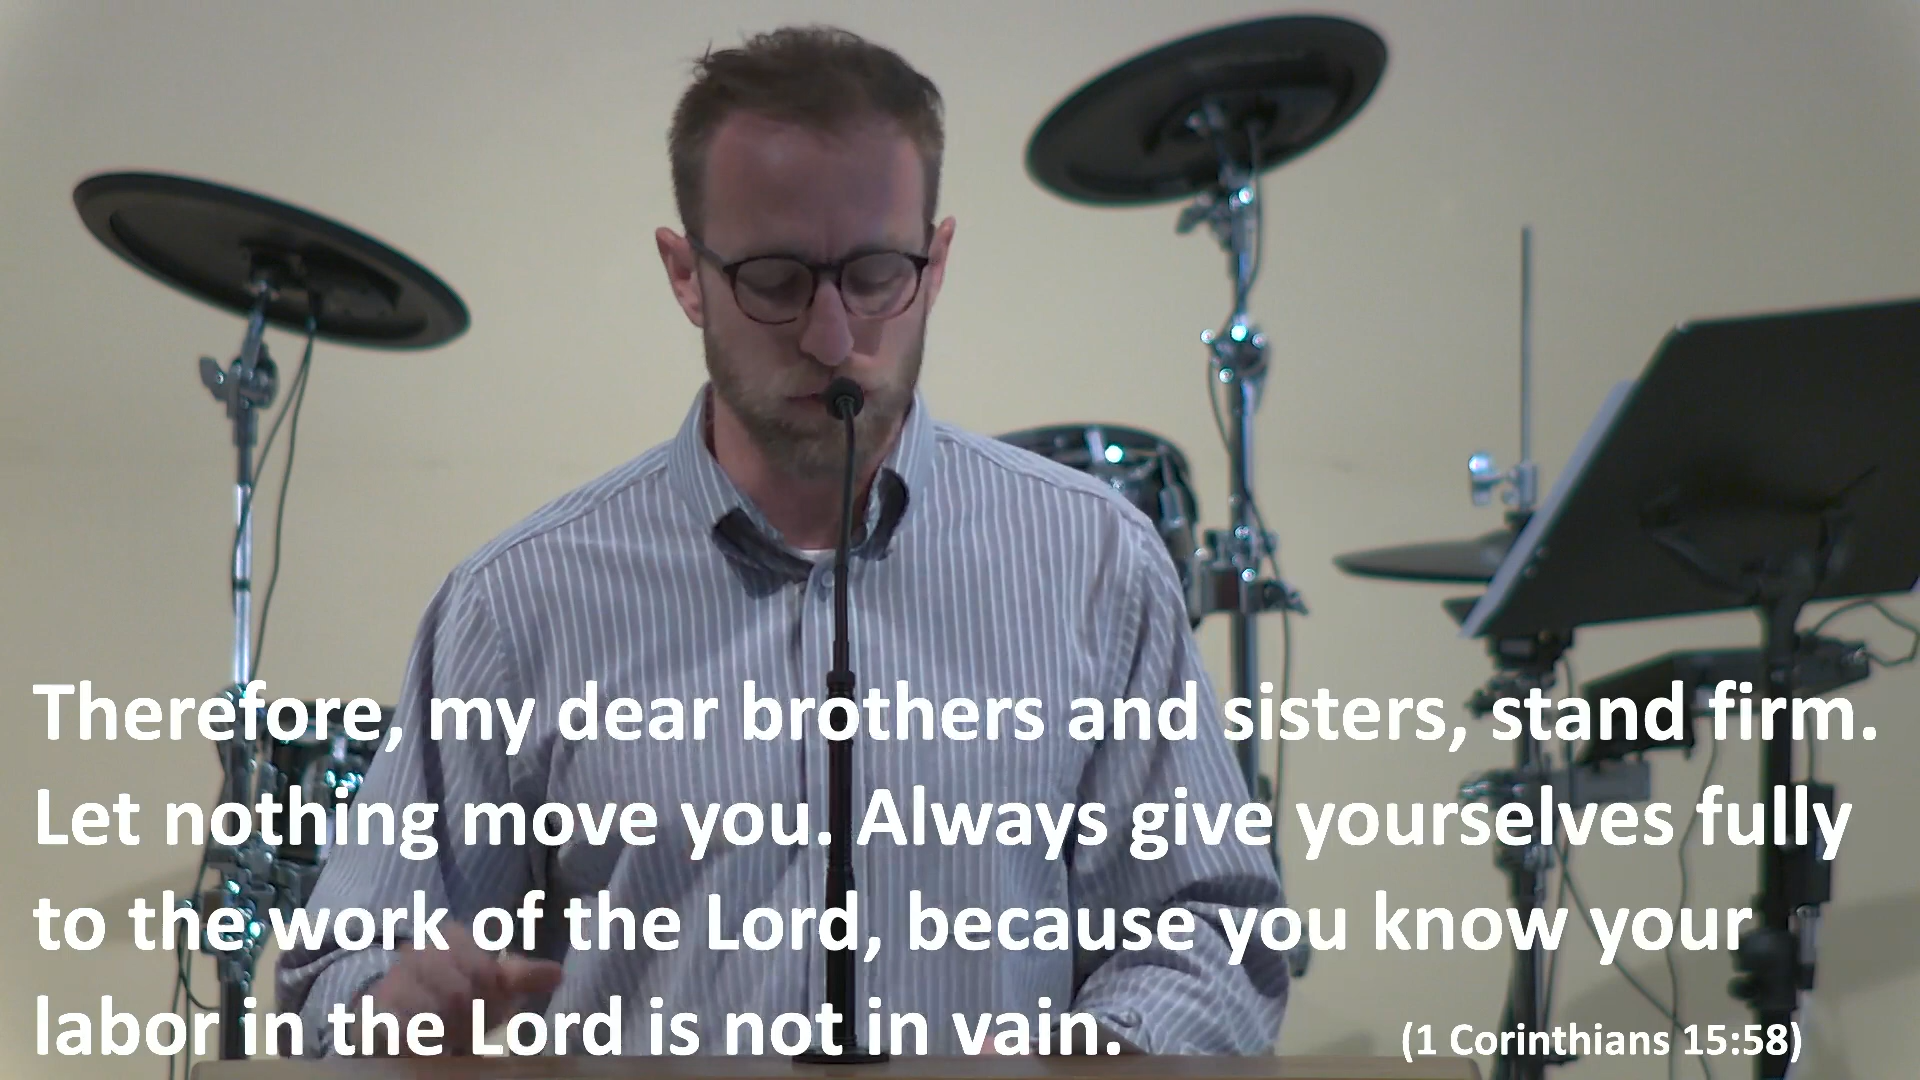 Therefore, my dear brothers and sisters, stand firm.
Let nothing move you. Always give yourselves fully
to the work of the Lord, because you know your
labor in the Lord is not in vain.
(1 Corinthians 15:58)